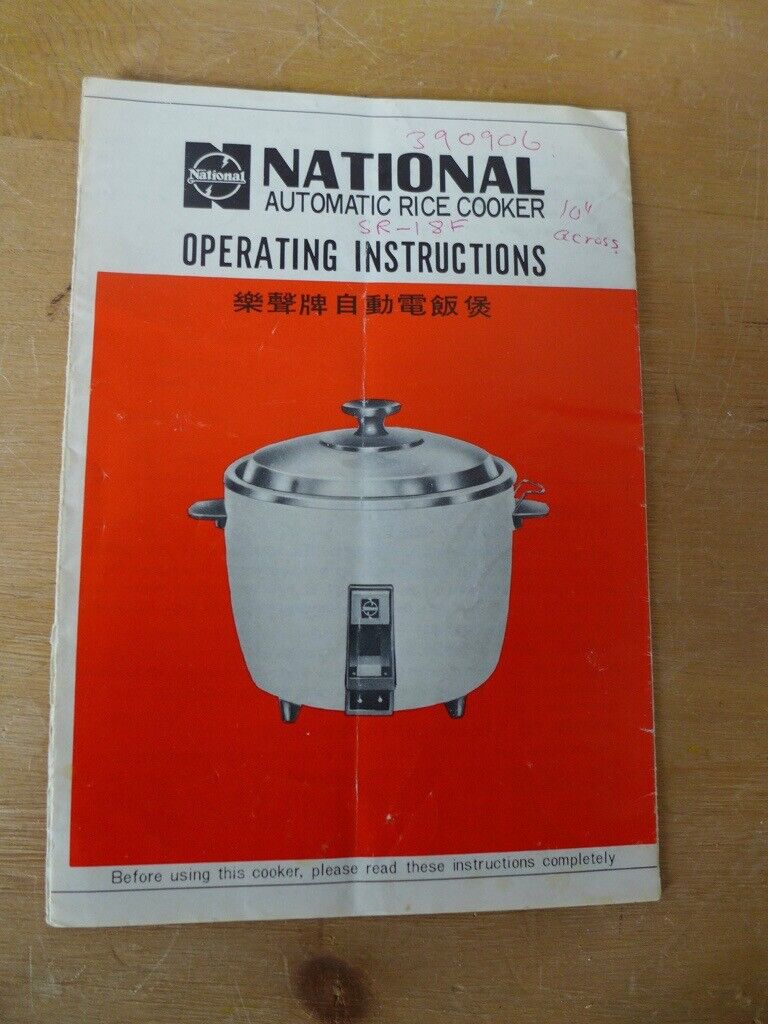 390906
National
NATIONAL
AUTOMATIC RICE COOKER
10"
across
SR-18F
OPERATING INSTRUCTIONS
樂聲牌自動電飯煲
Before using this cooker, please read these instructions completely